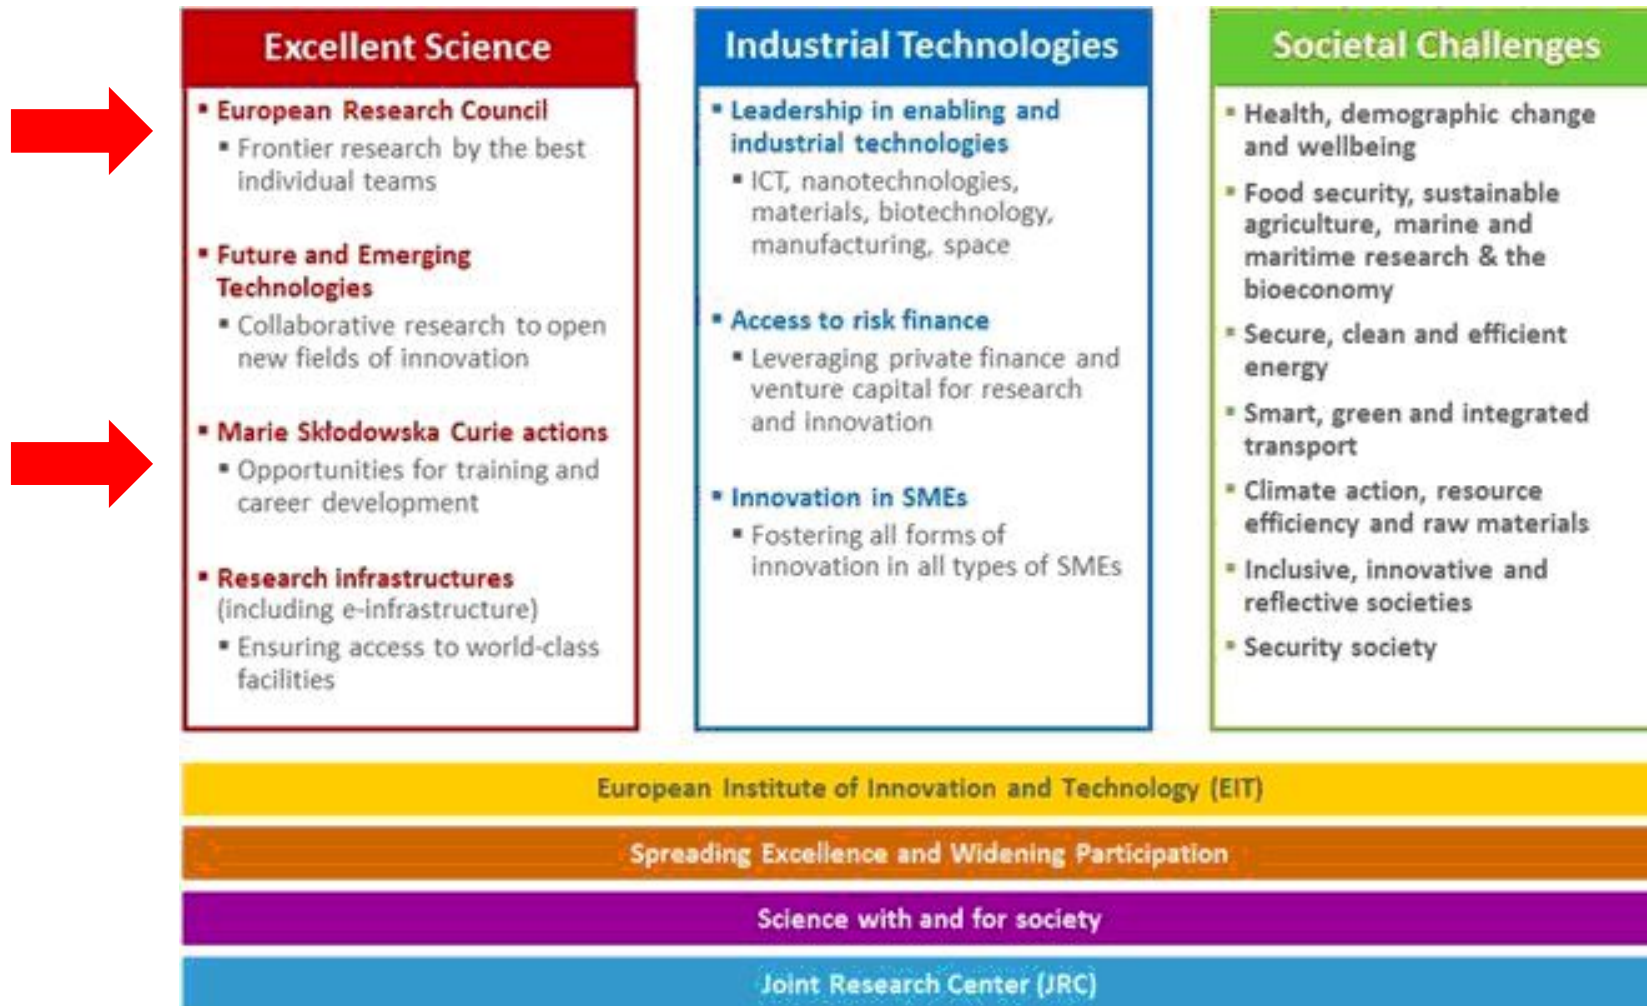 Excellent Science
▪ European Research Council
▪ Frontier research by the best
individual teams
▪ Future and Emerging
Technologies
▪ Collaborative research to open
new fields of innovation
▪ Marie Skłodowska Curie actions
▪ Opportunities for training and
career development
▪ Research infrastructures
(including e-infrastructure)
▪ Ensuring access to world-class
facilities
Industrial Technologies
▪ Leadership in enabling and
industrial technologies
▪ ICT, nanotechnologies,
materials, biotechnology,
manufacturing, space
▪ Access to risk finance
▪ Leveraging private finance and
venture capital for research
and innovation
▪ Innovation in SMEs
▪ Fostering all forms of
innovation in all types of SMEs
Societal Challenges
▪ Health, demographic change
and wellbeing
▪ Food security, sustainable
agriculture, marine and
maritime research & the
bioeconomy
▪ Secure, clean and efficient
energy
▪ Smart, green and integrated
transport
▪ Climate action, resource
efficiency and raw materials
▪ Inclusive, innovative and
reflective societies
▪ Security society
European Institute of Innovation and Technology (EIT)
Spreading Excellence and Widening Participation
Science with and for society
Joint Research Center (JRC)